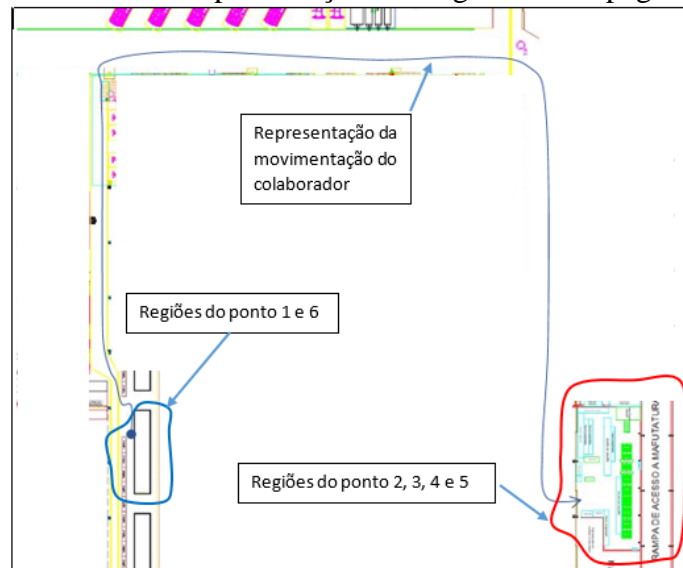 Representação da
movimentação do
colaborador
Regiões do ponto 1 e 6
Regiões do ponto 2, 3, 4 e 5
RAMPA DE ACESSO A MAFUTATURA